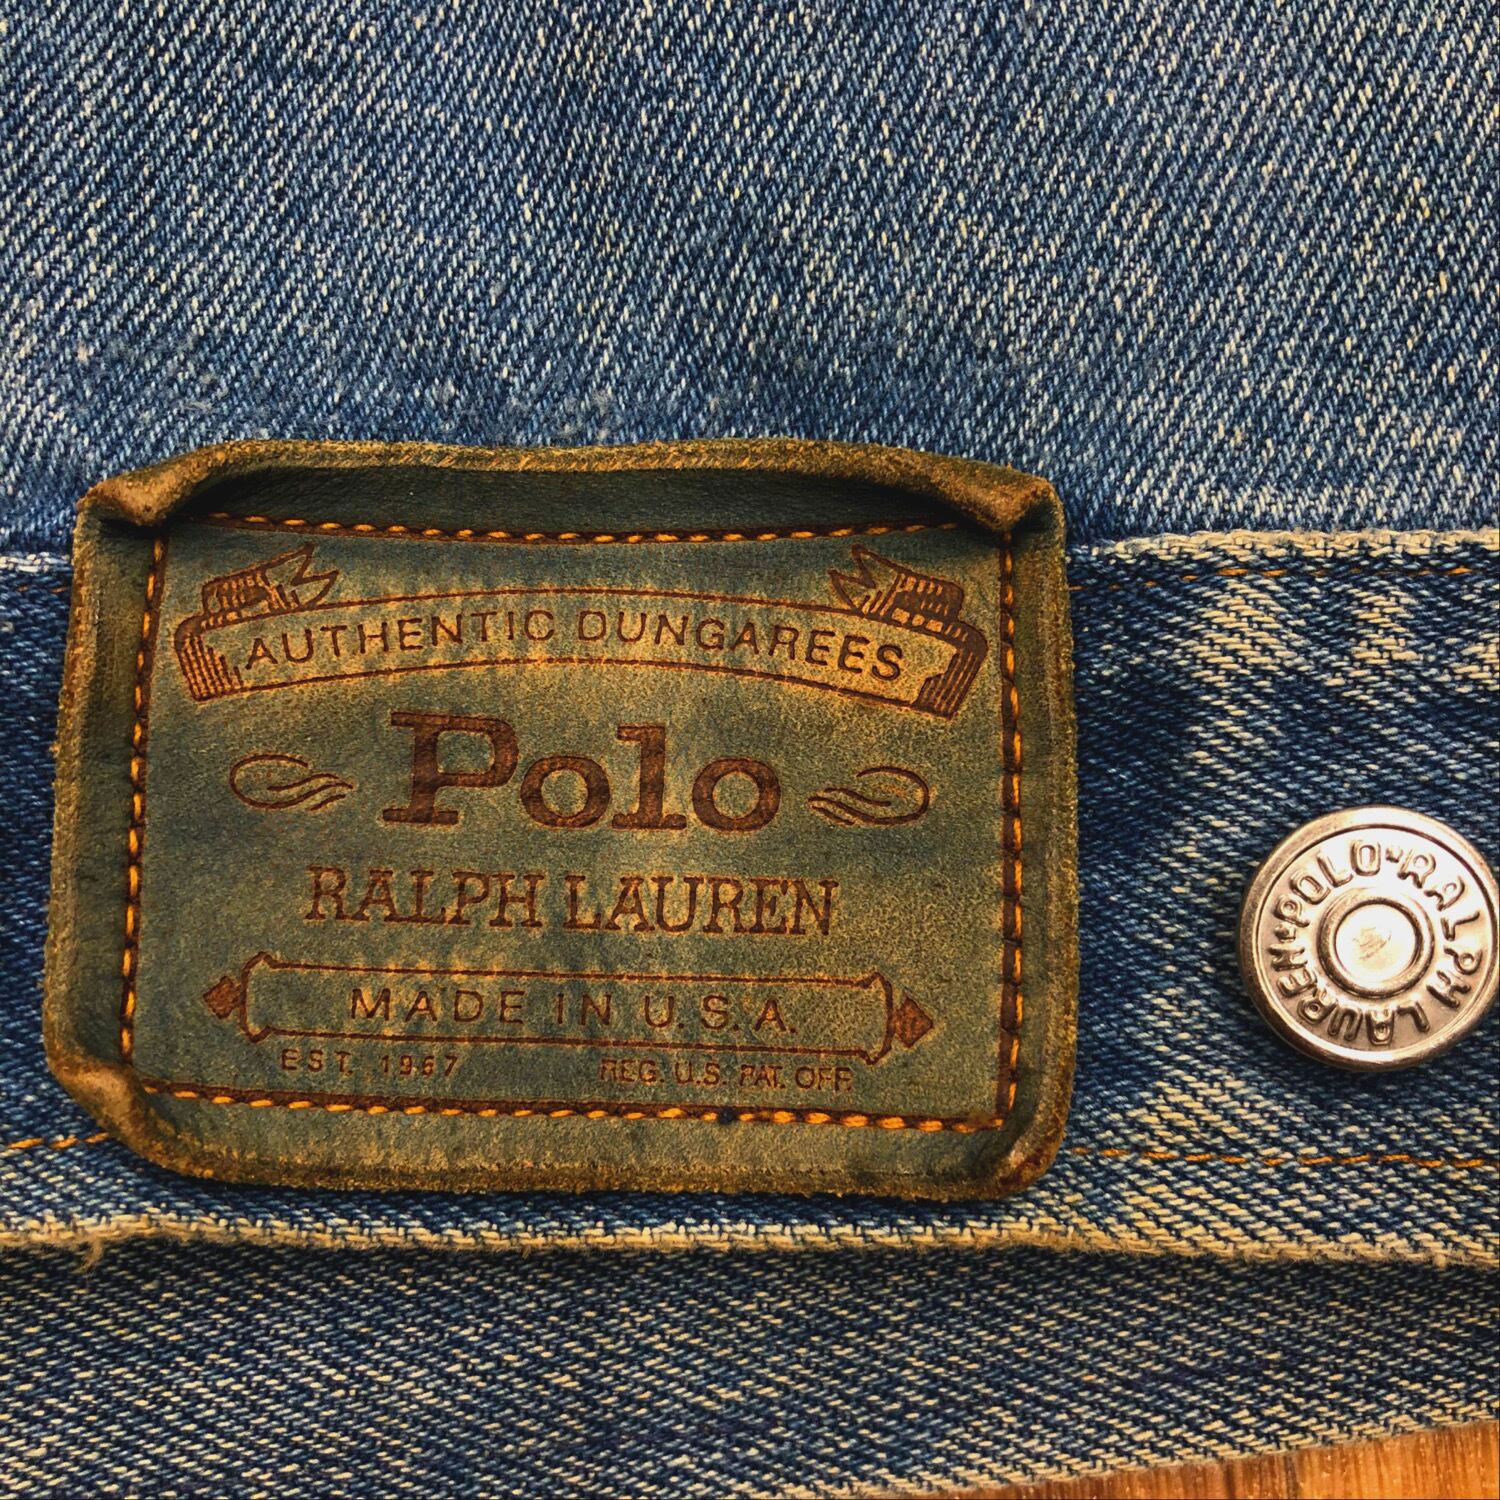 AUTHENTIC DUNGAREES
Polo
RALPH LAUREN
MADE IN U.S.A.
EST. 1967
REG. U.S. PAT. OFF.
POLO RALPH LAUREN